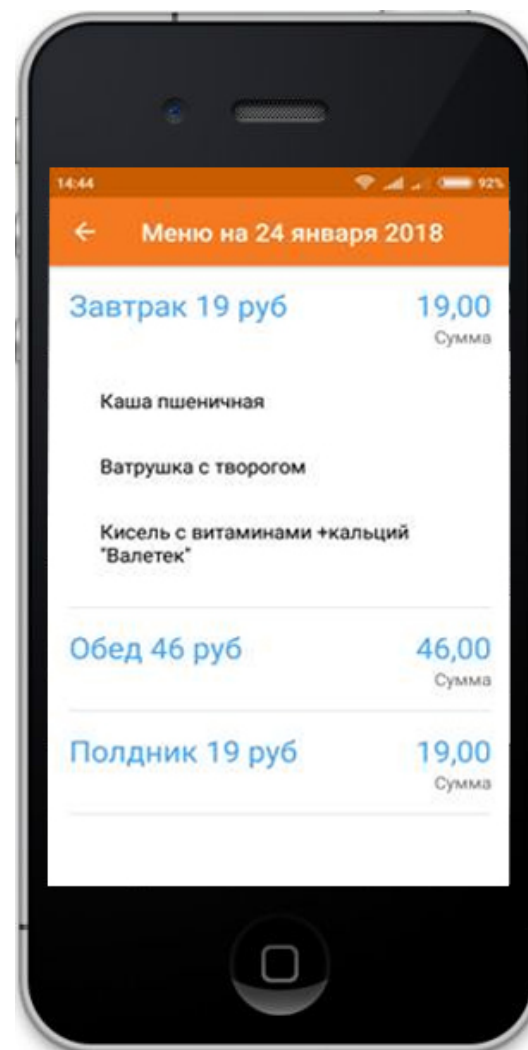 14:44 92%
Меню на 24 января 2018
Завтрак 19 руб 19,00
Сумма
Каша пшеничная
Ватрушка с творогом
Кисель с витаминами +кальций
"Валетек"
Обед 46 руб 46,00
Сумма
Полдник 19 руб 19,00
Сумма